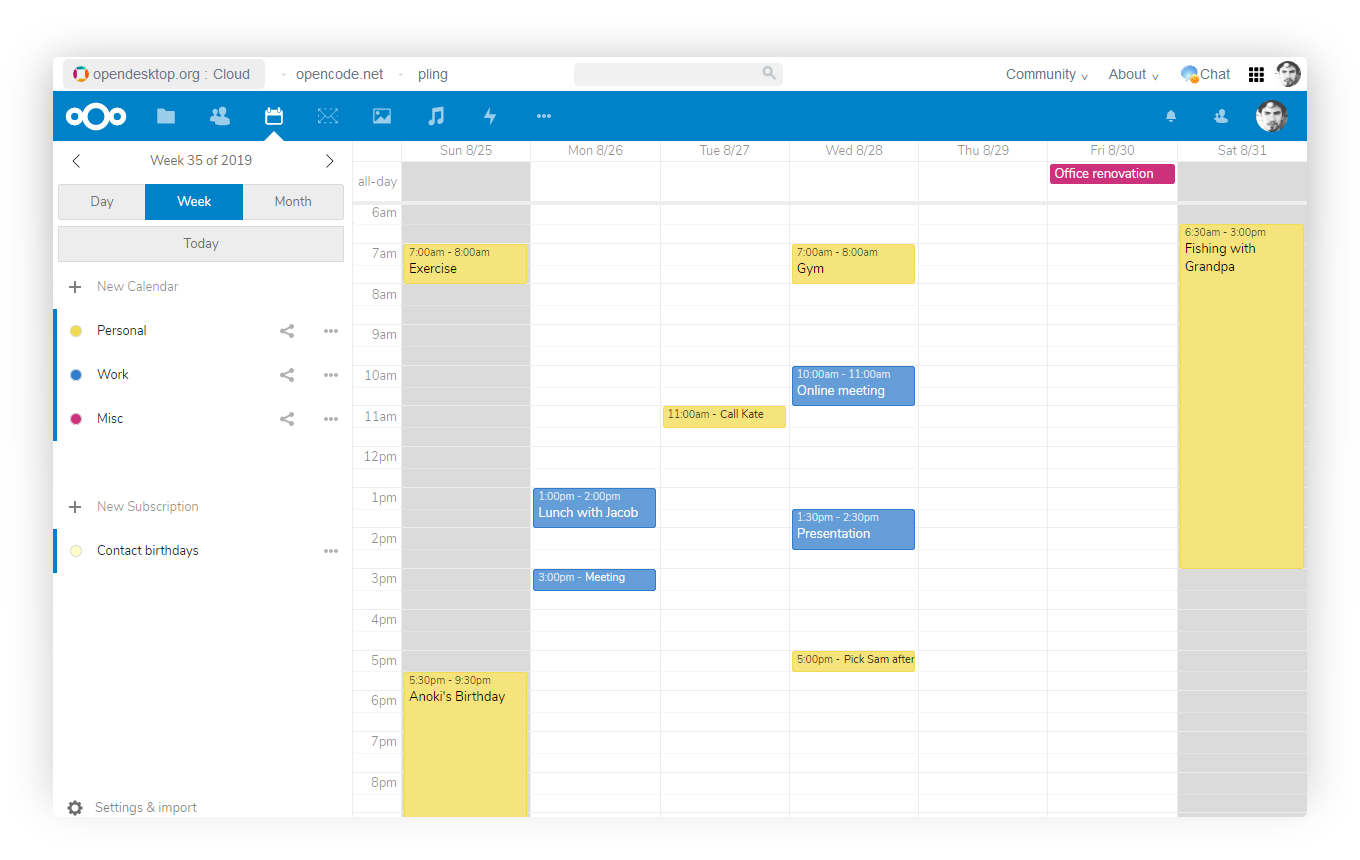 opendesktop.org : Cloud
opencode.net
pling
Community
About
Chat
Week 35 of 2019
Day
Week
Month
Today
New Calendar
Personal
Work
Misc
New Subscription
Contact birthdays
Settings & import
Sun 8/25
Mon 8/26
Tue 8/27
Wed 8/28
Thu 8/29
Fri 8/30
Sat 8/31
all-day
Office renovation
6am
7am
8am
9am
10am
11am
12pm
1pm
2pm
3pm
4pm
5pm
6pm
7pm
8pm
7:00am - 8:00am
Exercise
5:30pm - 9:30pm
Anoki's Birthday
1:00pm - 2:00pm
Lunch with Jacob
3:00pm - Meeting
11:00am - Call Kate
7:00am - 8:00am
Gym
10:00am - 11:00am
Online meeting
1:30pm - 2:30pm
Presentation
5:00pm - Pick Sam after
6:30am - 3:00pm
Fishing with
Grandpa